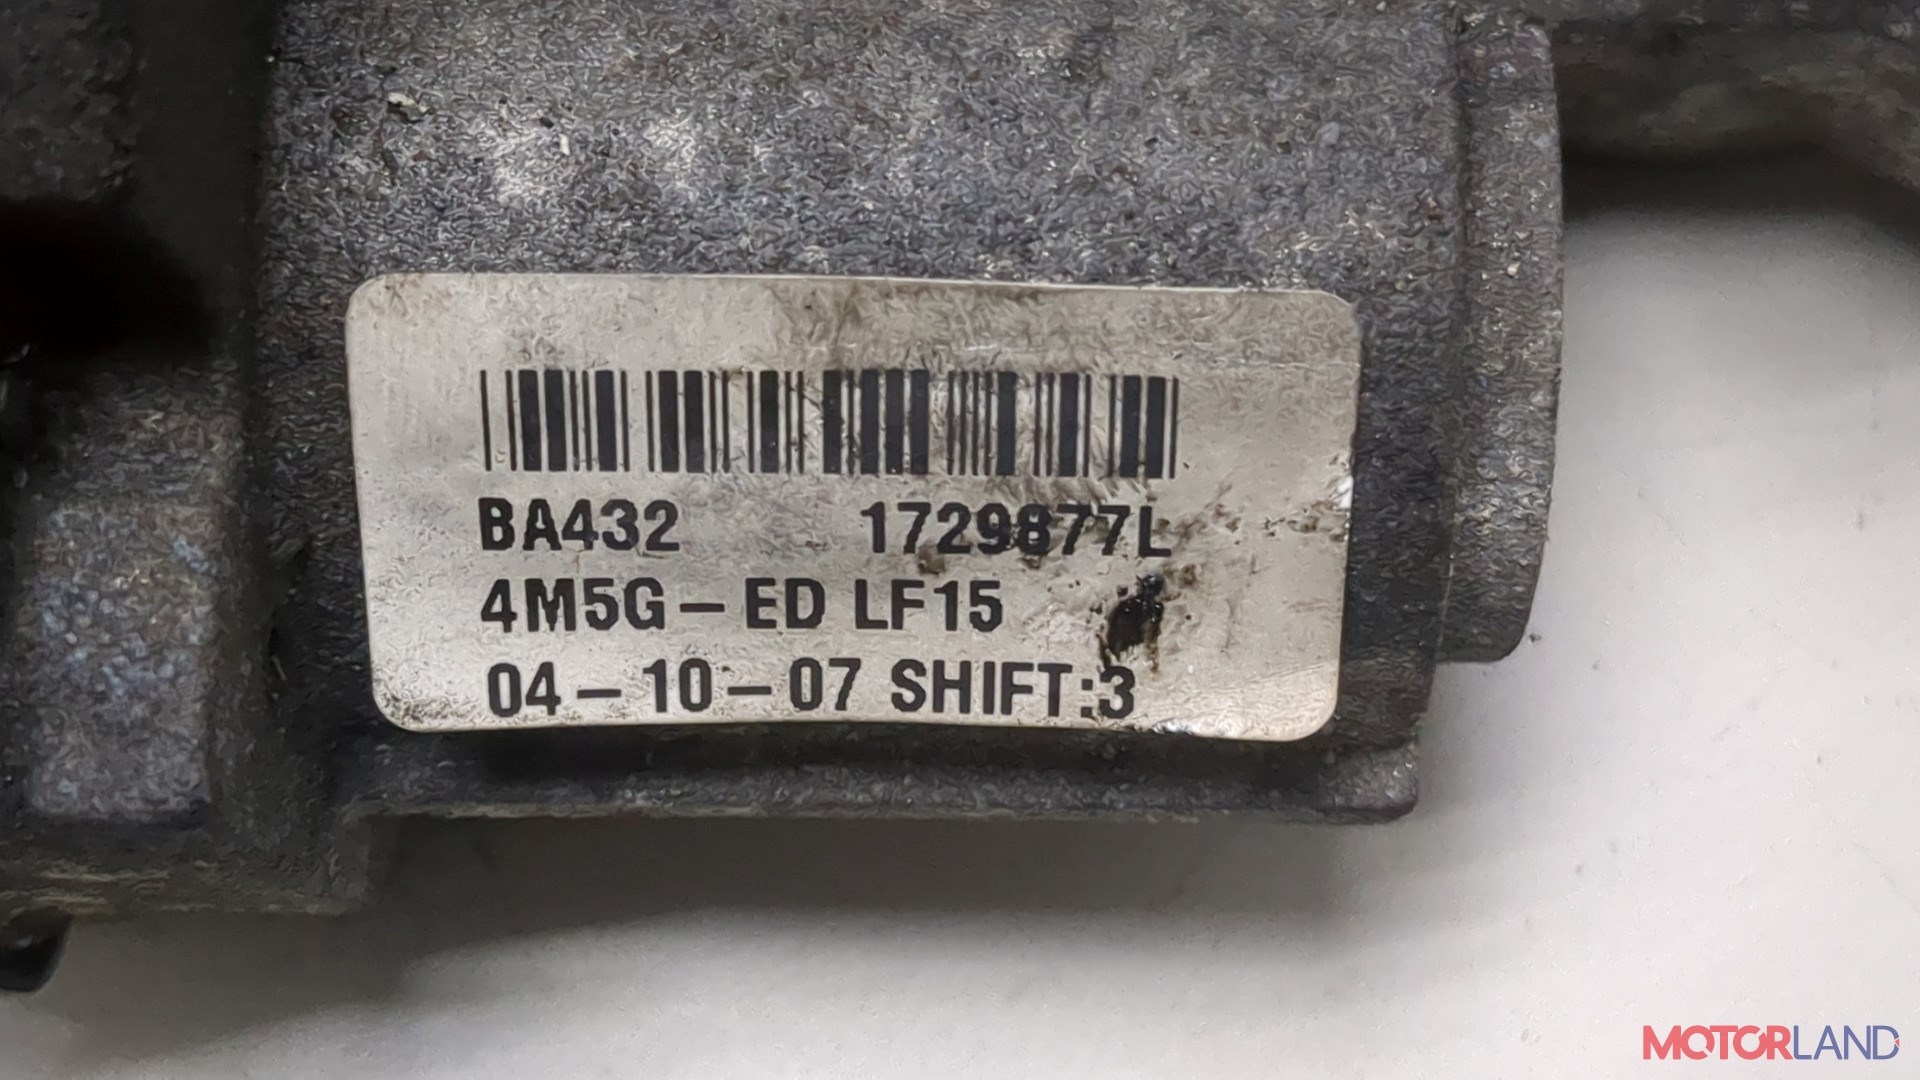 BA432 1729877L
4M5G-ED LF15
04-10-07 SHIFT:3
MOTORLAND